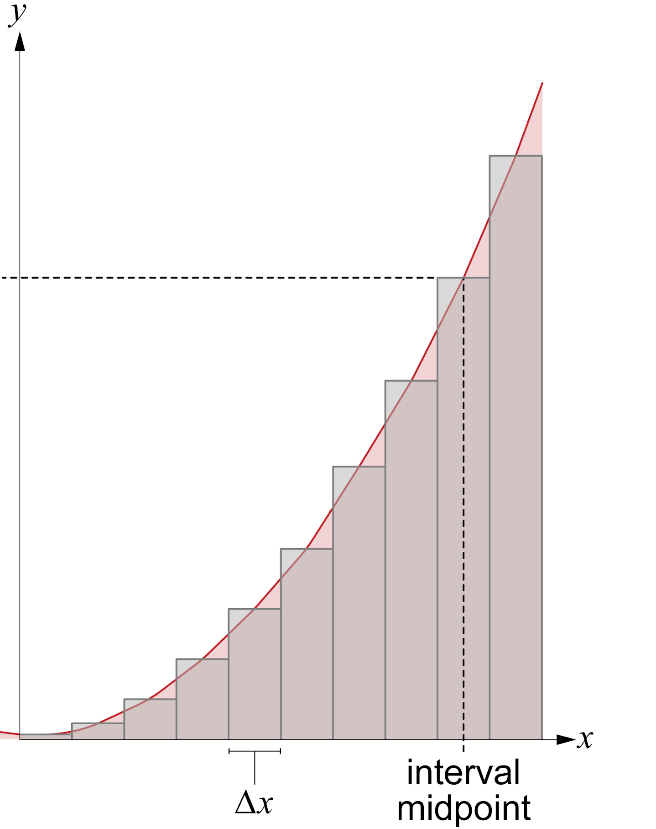 y
x
Δx
interval
midpoint